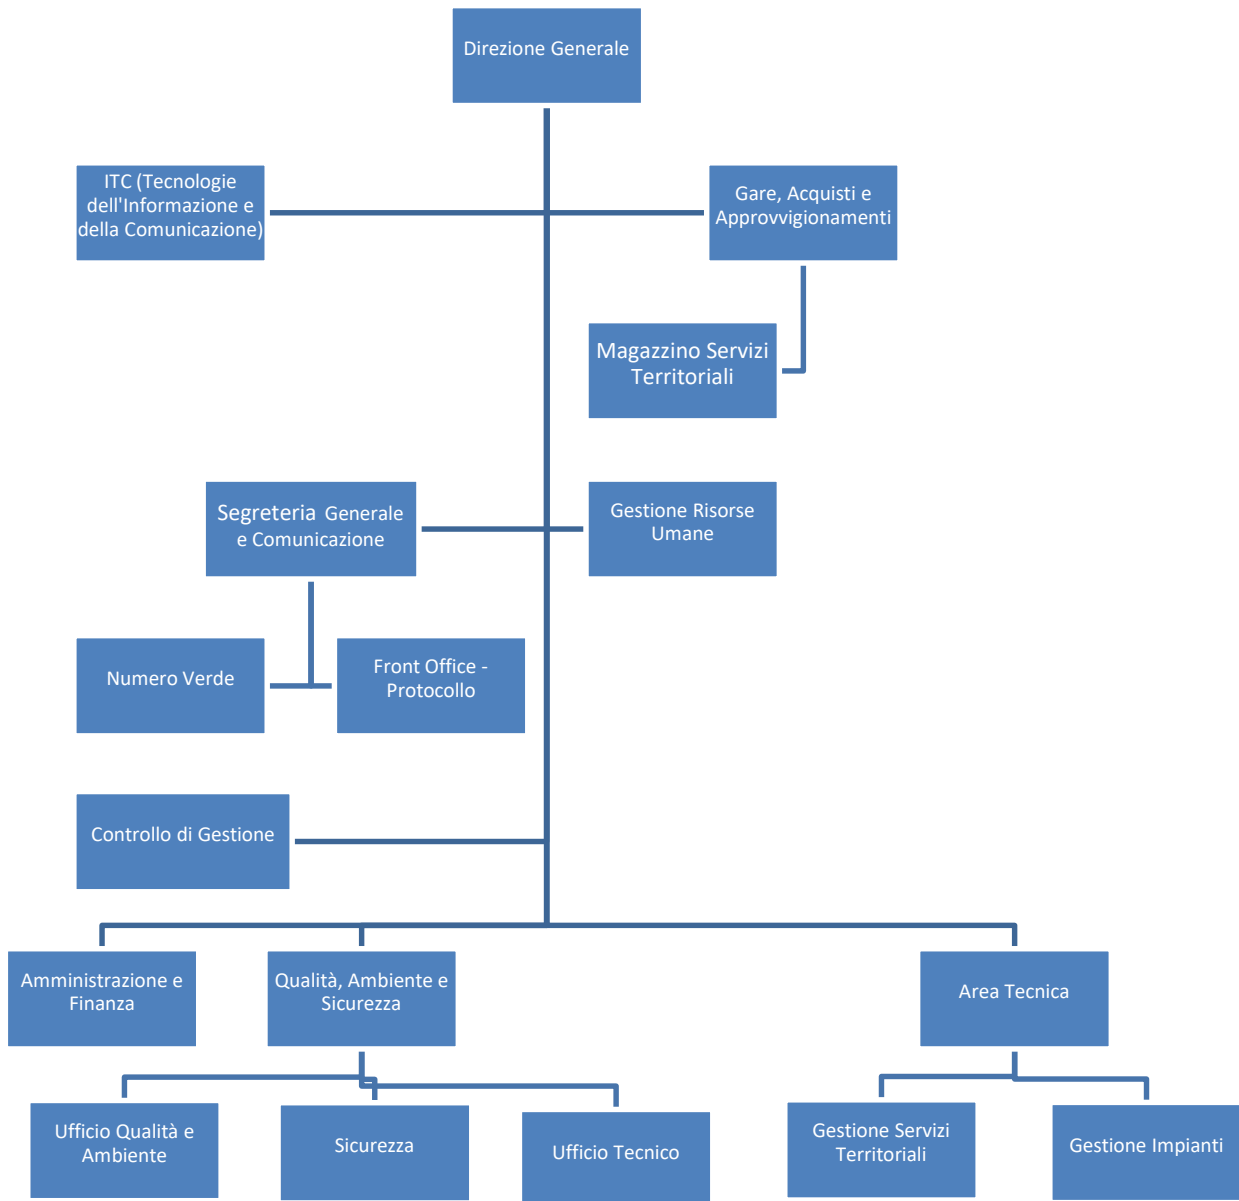 Direzione Generale
ITC (Tecnologie
dell'Informazione e
della Comunicazione)
Gare, Acquisti e
Approvvigionamenti
Magazzino Servizi
Territoriali
Segreteria Generale
e Comunicazione
Gestione Risorse
Umane
Numero Verde
Front Office -
Protocollo
Controllo di Gestione
Amministrazione e
Finanza
Qualità, Ambiente e
Sicurezza
Area Tecnica
Ufficio Qualità e
Ambiente
Sicurezza
Ufficio Tecnico
Gestione Servizi
Territoriali
Gestione Impianti